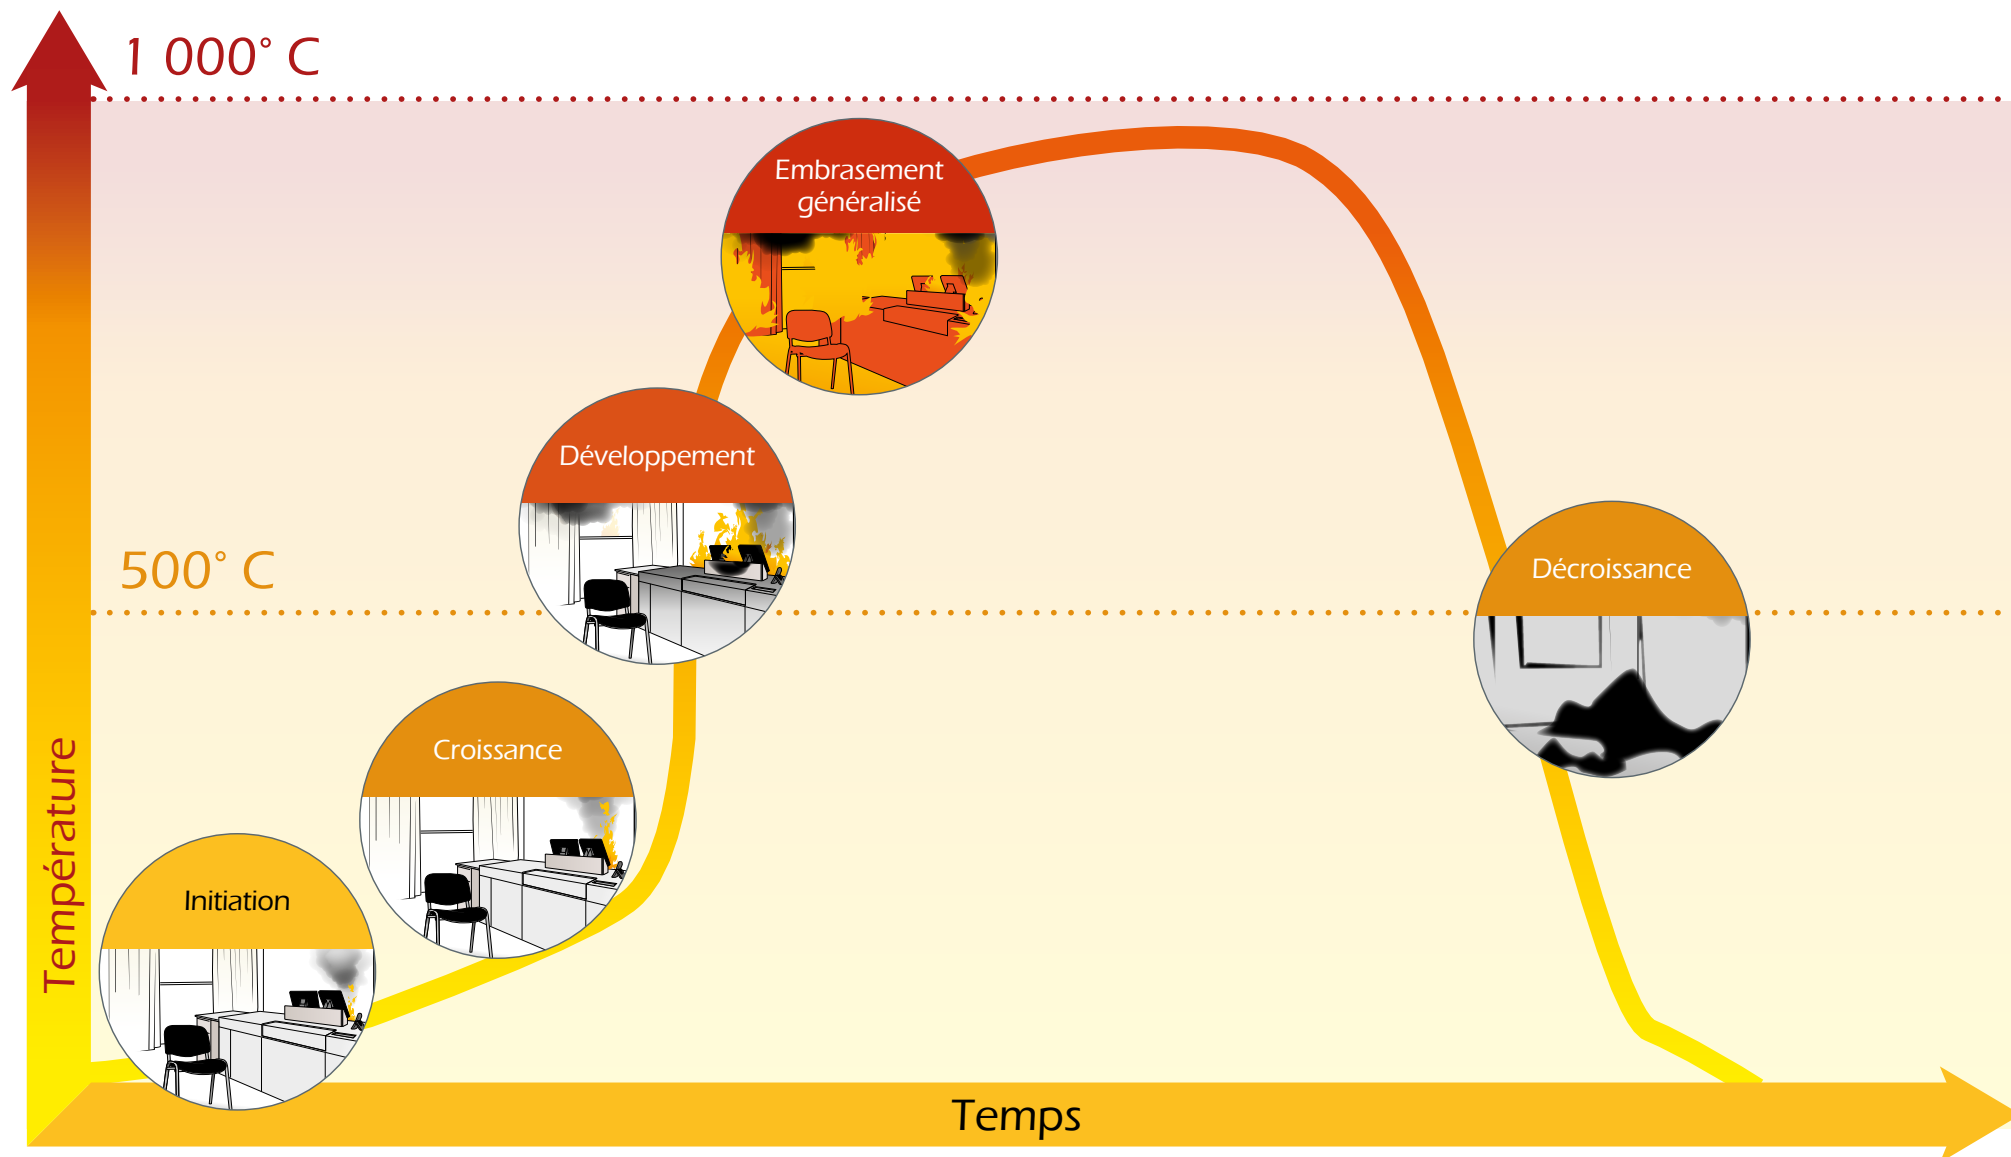 1 000° C
Embrasement
généralisé
Développement
500° C
Décroissance
Croissance
Initiation
Température
Temps